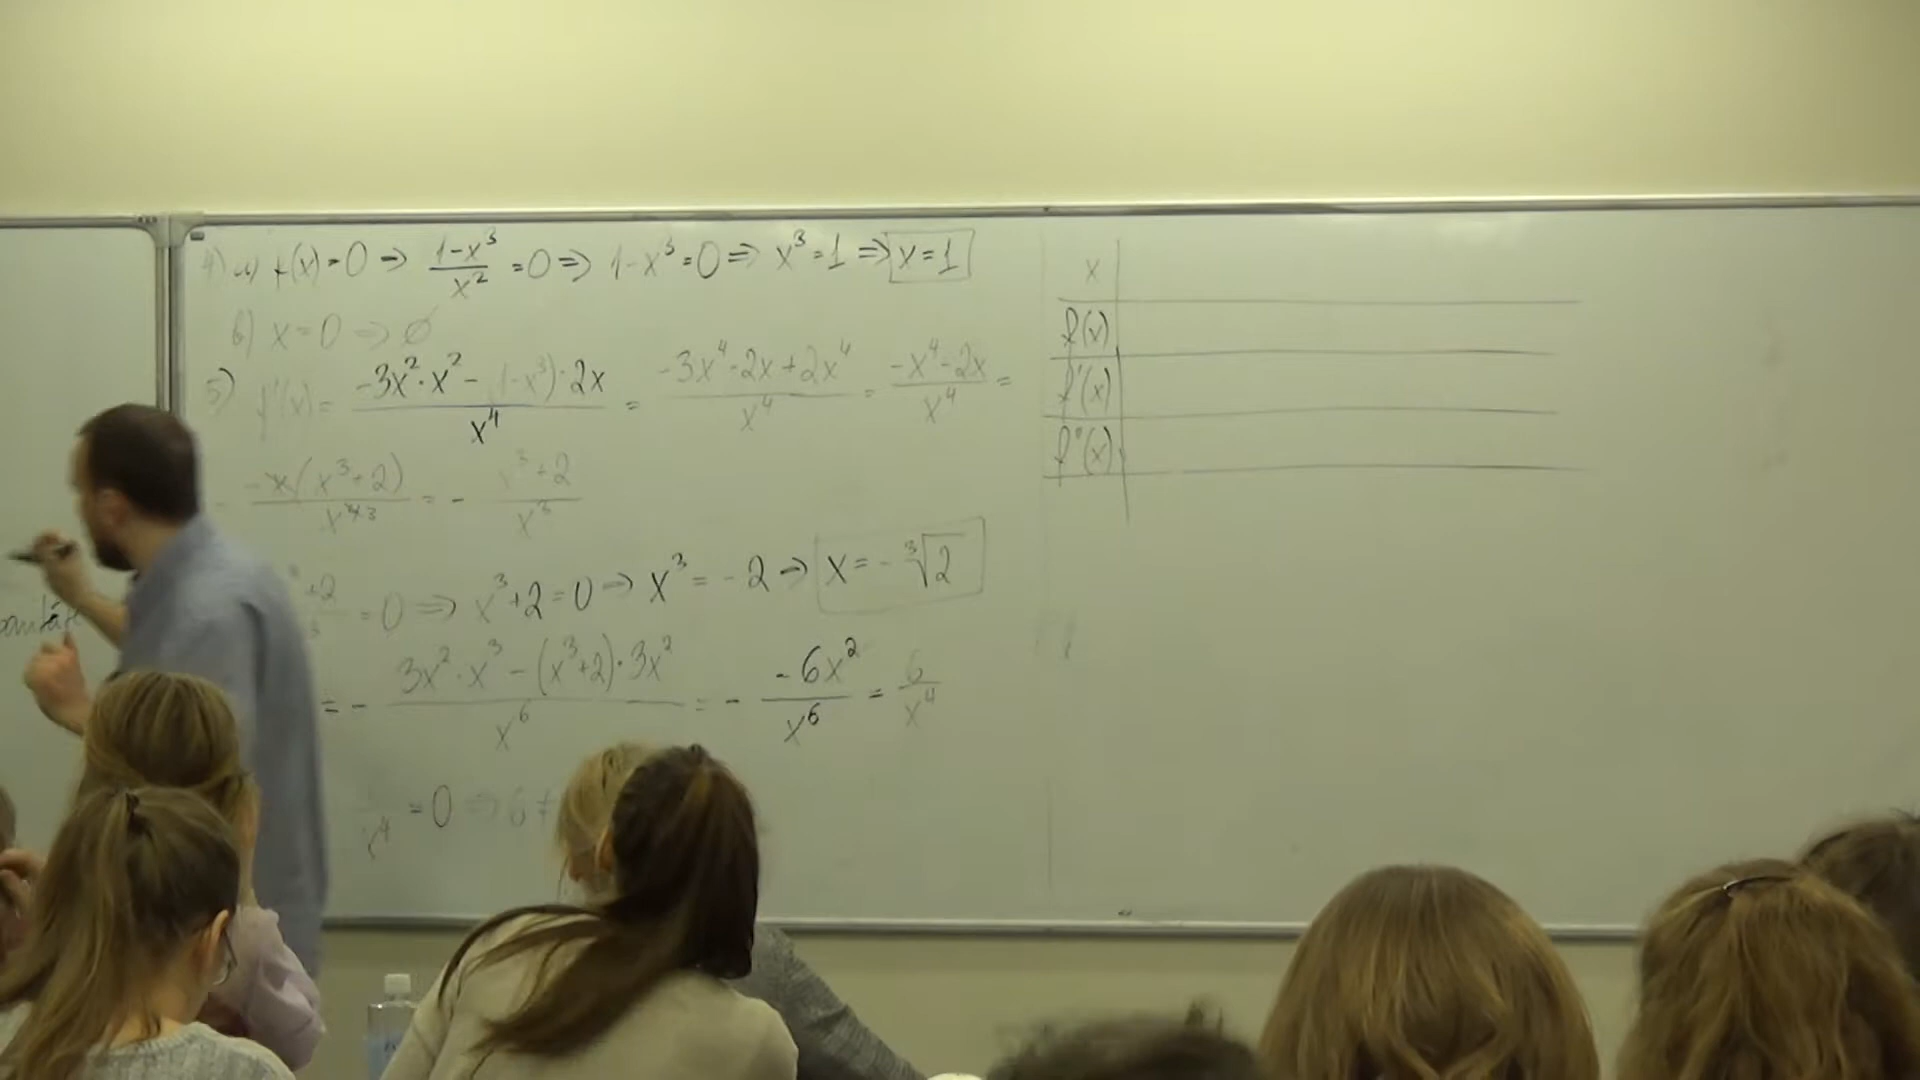 4) a) f(x)=0 ⇒ (1-x³)/x² =0 ⇒ 1-x³=0 ⇒ x³=1 ⇒ x=1
b) x=0 ⇒ ∅
5) f'(x)= (-3x²·x² - (1-x³)·2x)/x⁴ = (-3x⁴-2x+2x⁴)/x⁴ = (-x⁴-2x)/x⁴ =
-x(x³+2)/x⁴³ = - (x³+2)/x³
=0 ⇒ x³+2=0 ⇒ x³=-2 ⇒ x=-∛2
= - (3x²·x³-(x³+2)·3x²)/x⁶ = - (-6x²)/x⁶ = 6/x⁴
x⁴ =0 ⇒ 6≠
x
f(x)
f'(x)
f''(x)